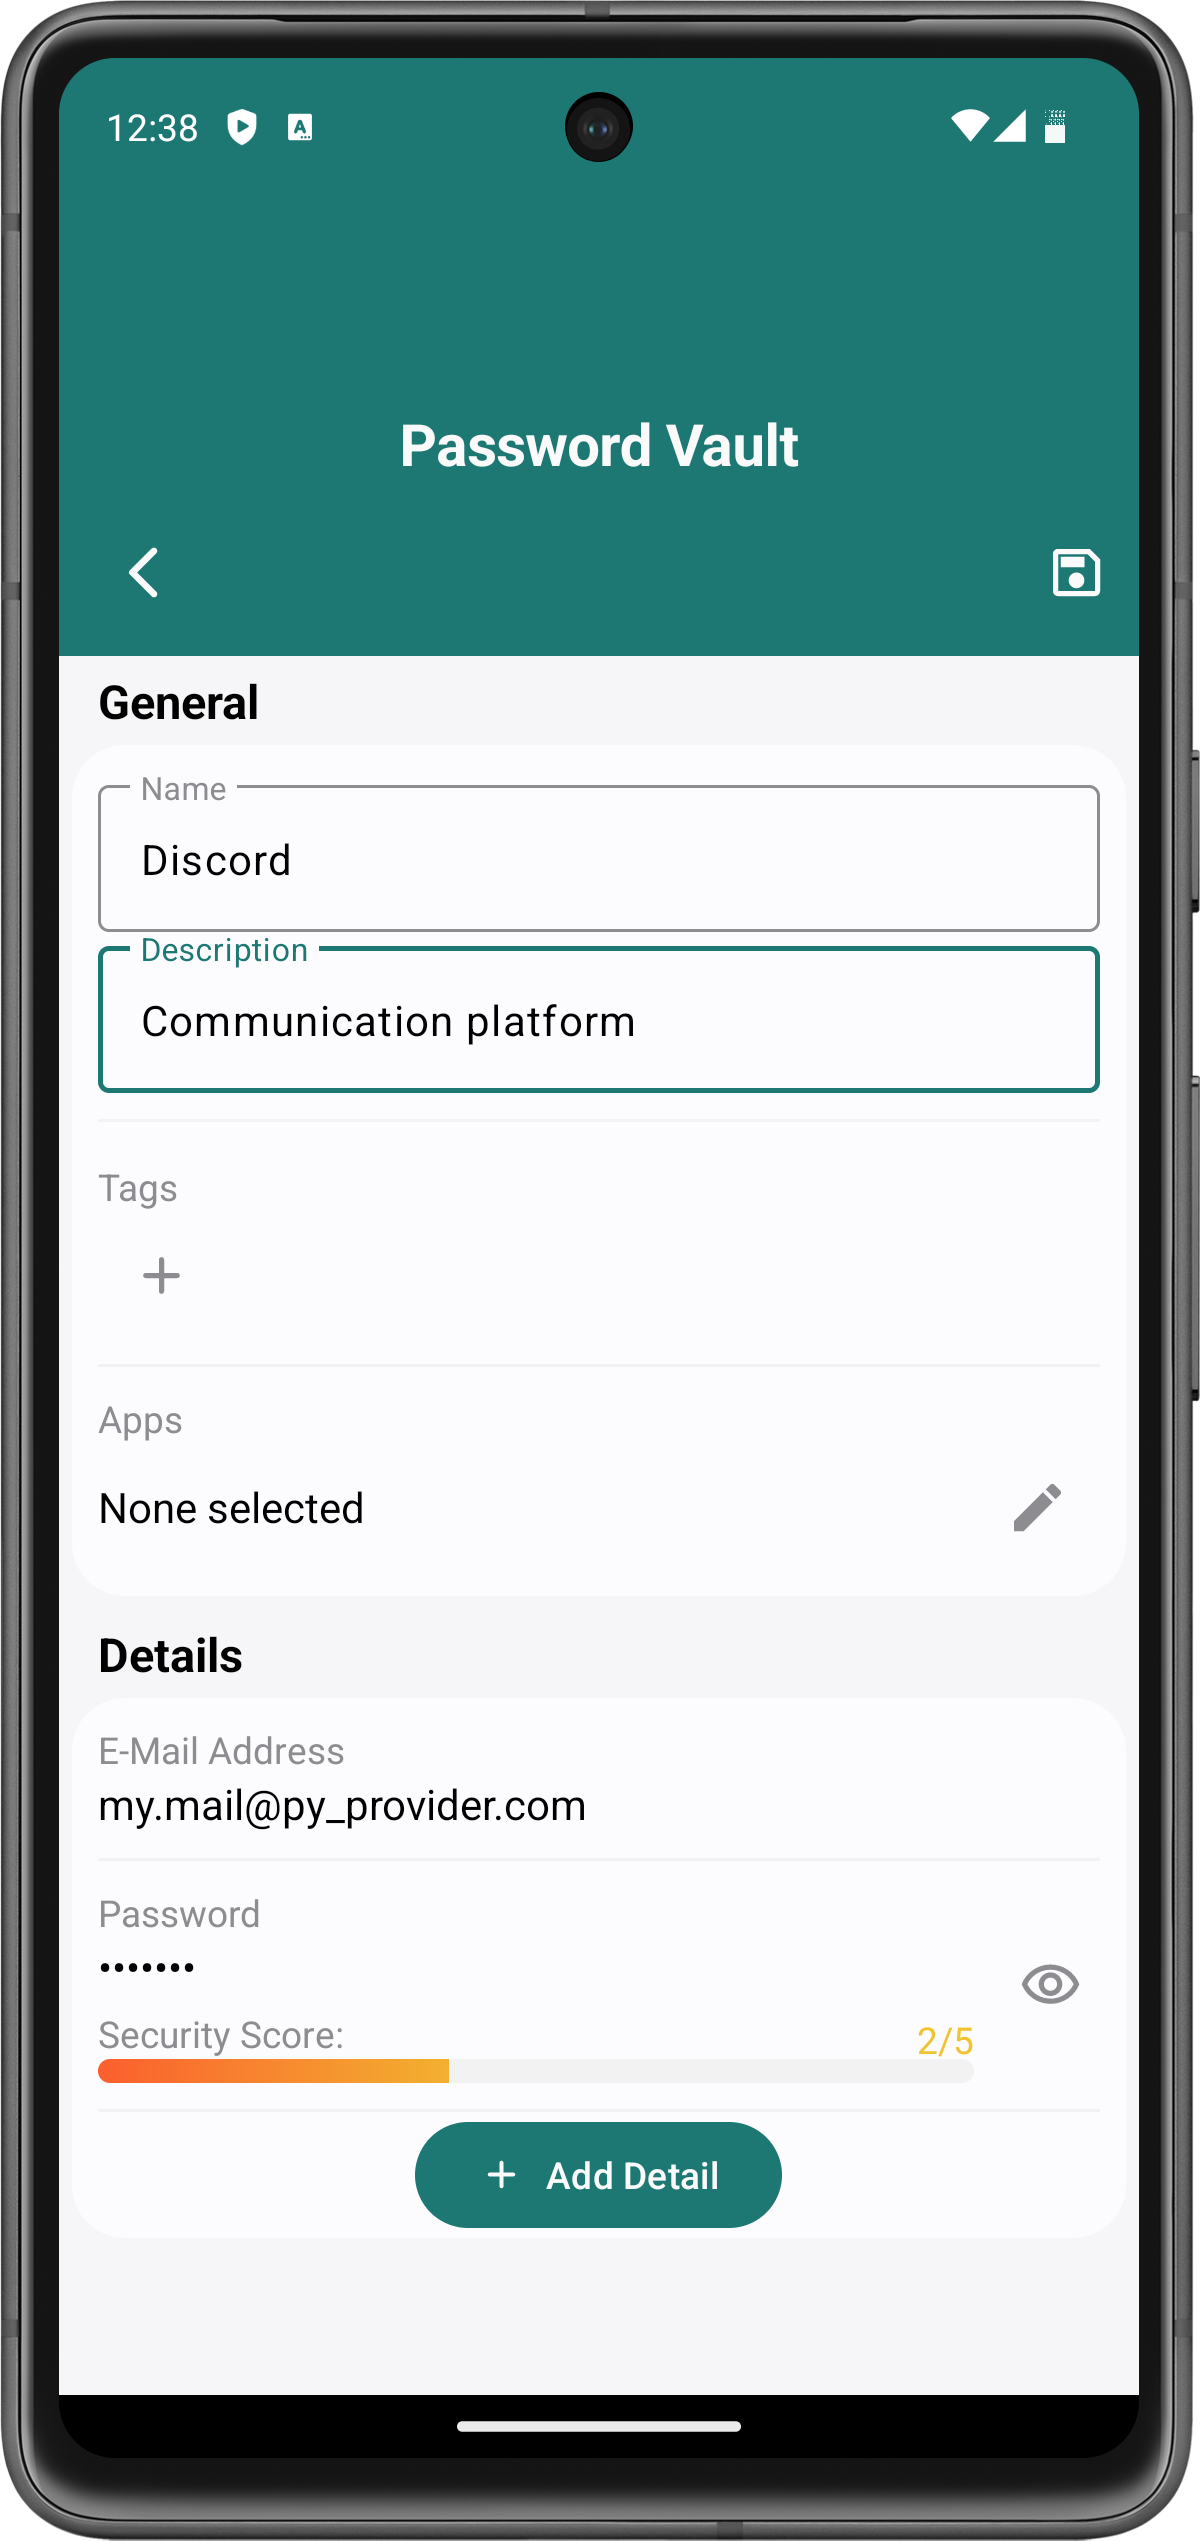 12:38
Password Vault
General
Name
Discord
Description
Communication platform
Tags
Apps
None selected
Details
E-Mail Address
my.mail@py_provider.com
Password
•••••••
Security Score:
2/5
+ Add Detail